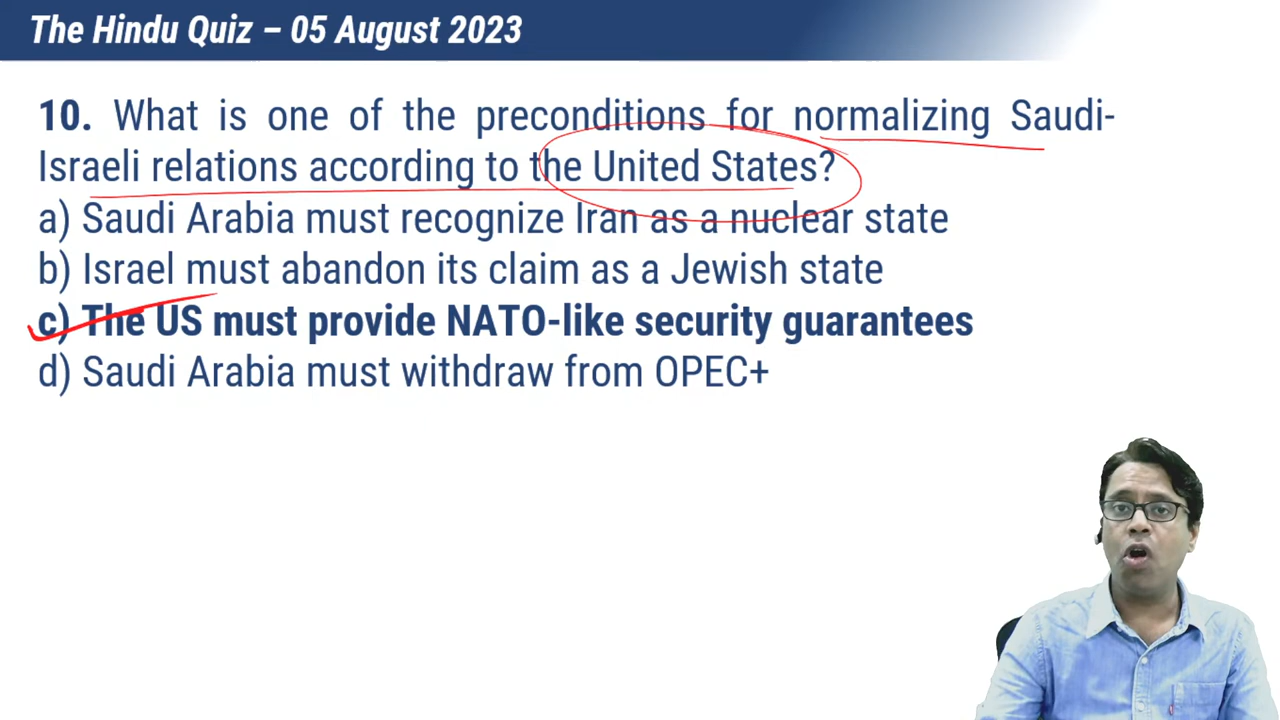 The Hindu Quiz – 05 August 2023
10. What is one of the preconditions for normalizing Saudi-
Israeli relations according to the United States?
a) Saudi Arabia must recognize Iran as a nuclear state
b) Israel must abandon its claim as a Jewish state
c) The US must provide NATO-like security guarantees
d) Saudi Arabia must withdraw from OPEC+